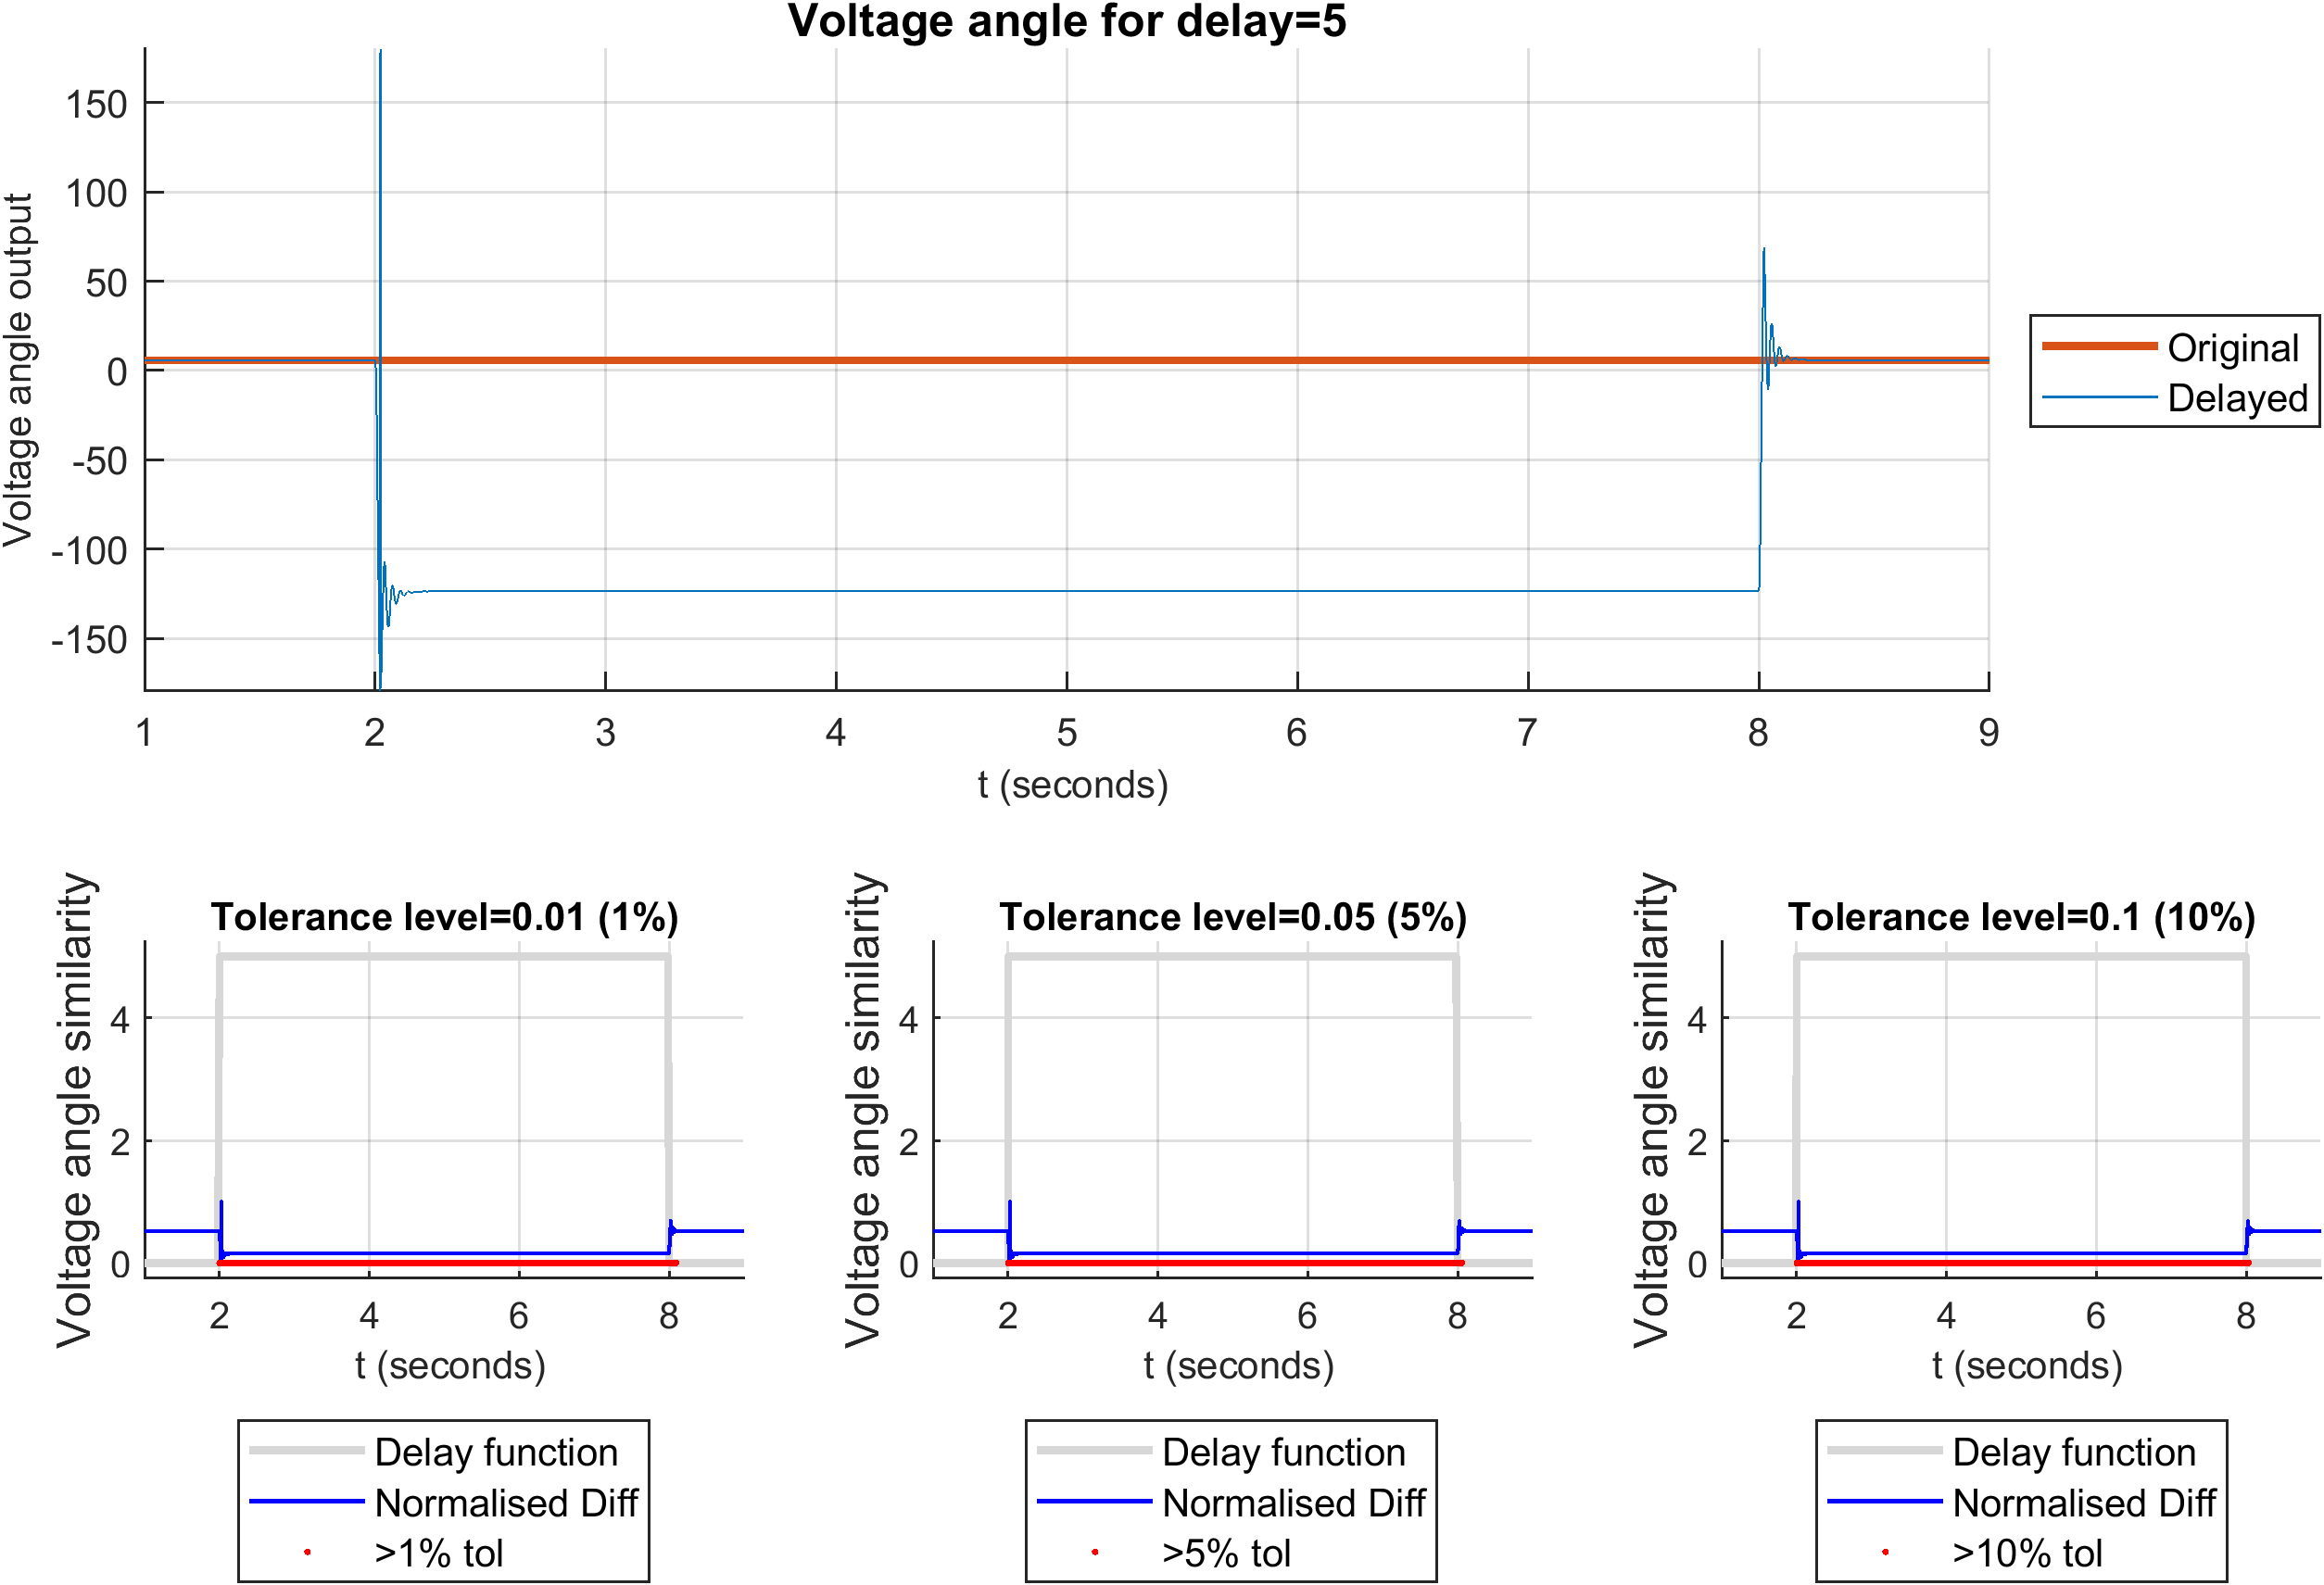 Voltage angle for delay=5
Voltage angle output
150
100
50
0
-50
-100
-150
1 2 3 4 5 6 7 8 9
t (seconds)
Original
Delayed
Tolerance level=0.01 (1%)
Voltage angle similarity
4
2
0
2 4 6 8
t (seconds)
Delay function
Normalised Diff
>1% tol
Tolerance level=0.05 (5%)
Voltage angle similarity
4
2
0
2 4 6 8
t (seconds)
Delay function
Normalised Diff
>5% tol
Tolerance level=0.1 (10%)
Voltage angle similarity
4
2
0
2 4 6 8
t (seconds)
Delay function
Normalised Diff
>10% tol